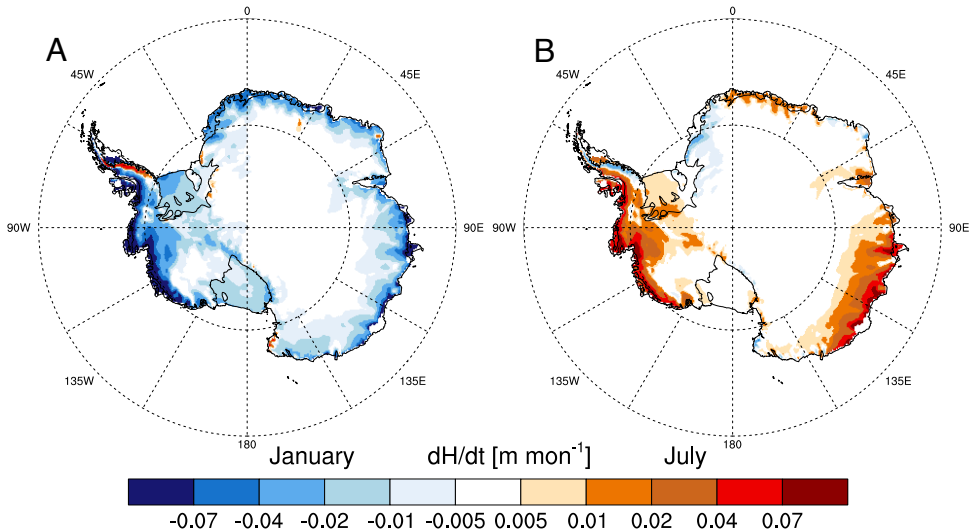 A
B
0
0
45W
45E
45W
45E
90W
90E
90W
90E
135W
135E
135W
135E
180
180
January dH/dt [m mon⁻¹] July
-0.07 -0.04 -0.02 -0.01 -0.005 0.005 0.01 0.02 0.04 0.07